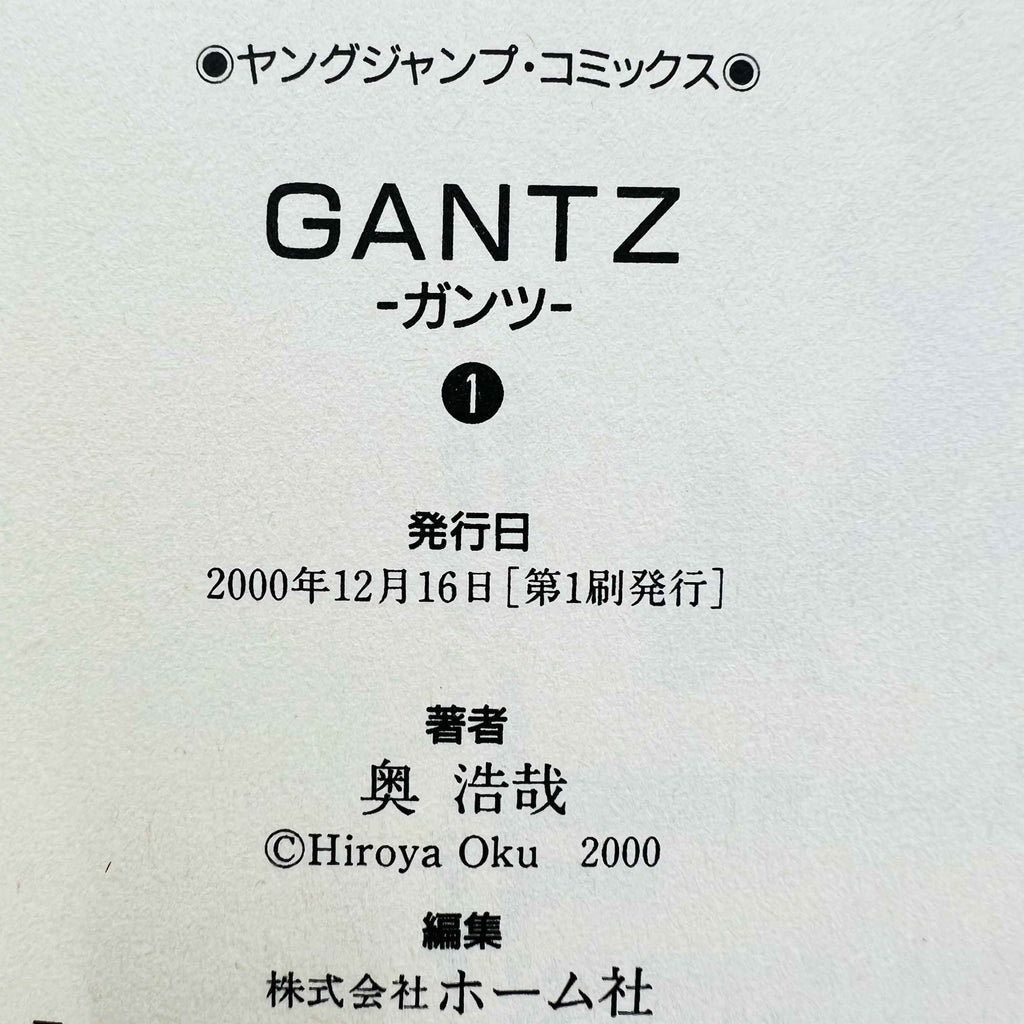 ◉ヤングジャンプ・コミックス◉
GANTZ
-ガンツ-
❶
発行日
2000年12月16日[第1刷発行]
著者
奥 浩哉
©Hiroya Oku 2000
編集
株式会社ホーム社